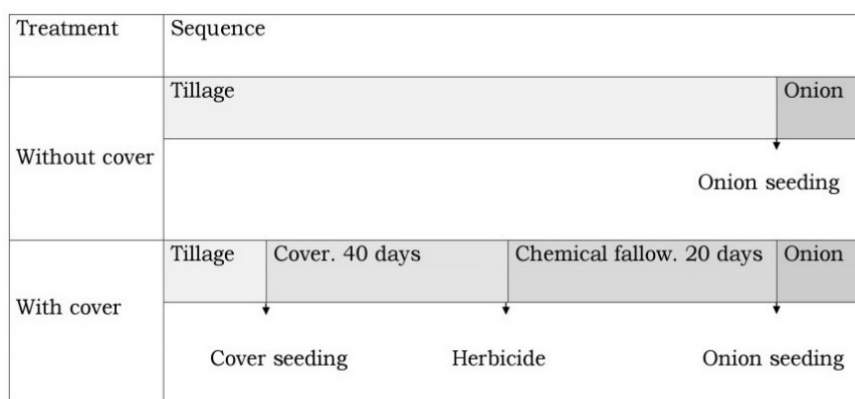 Treatment Sequence
Tillage Onion
Without cover
Onion seeding
Tillage Cover. 40 days Chemical fallow. 20 days Onion
With cover
Cover seeding Herbicide Onion seeding